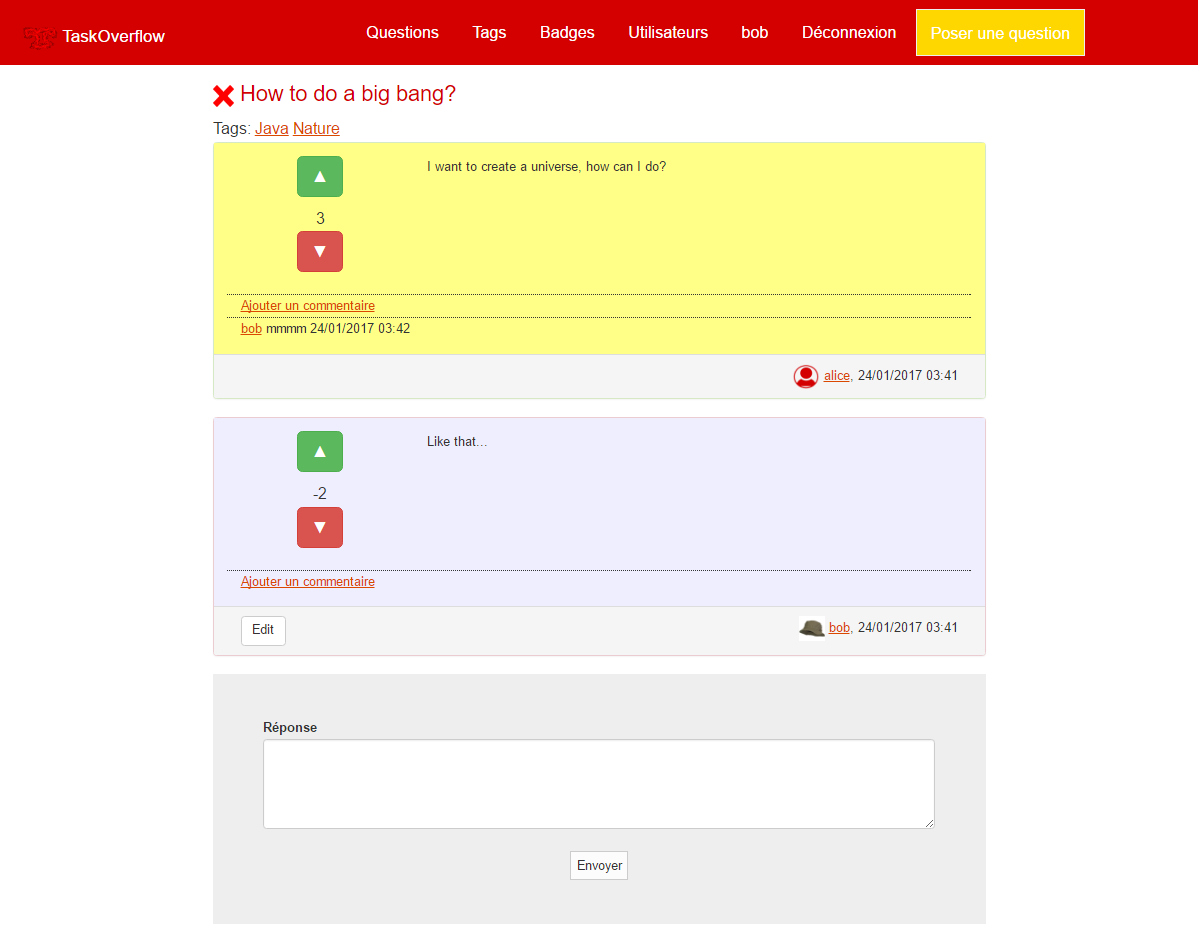 TaskOverflow Questions Tags Badges Utilisateurs bob Déconnexion Poser une question
How to do a big bang?
Tags: Java Nature
▲ I want to create a universe, how can I do?
3
▼
Ajouter un commentaire
bob mmmm 24/01/2017 03:42
alice, 24/01/2017 03:41
▲ Like that...
-2
▼
Ajouter un commentaire
Edit bob, 24/01/2017 03:41
Réponse
Envoyer